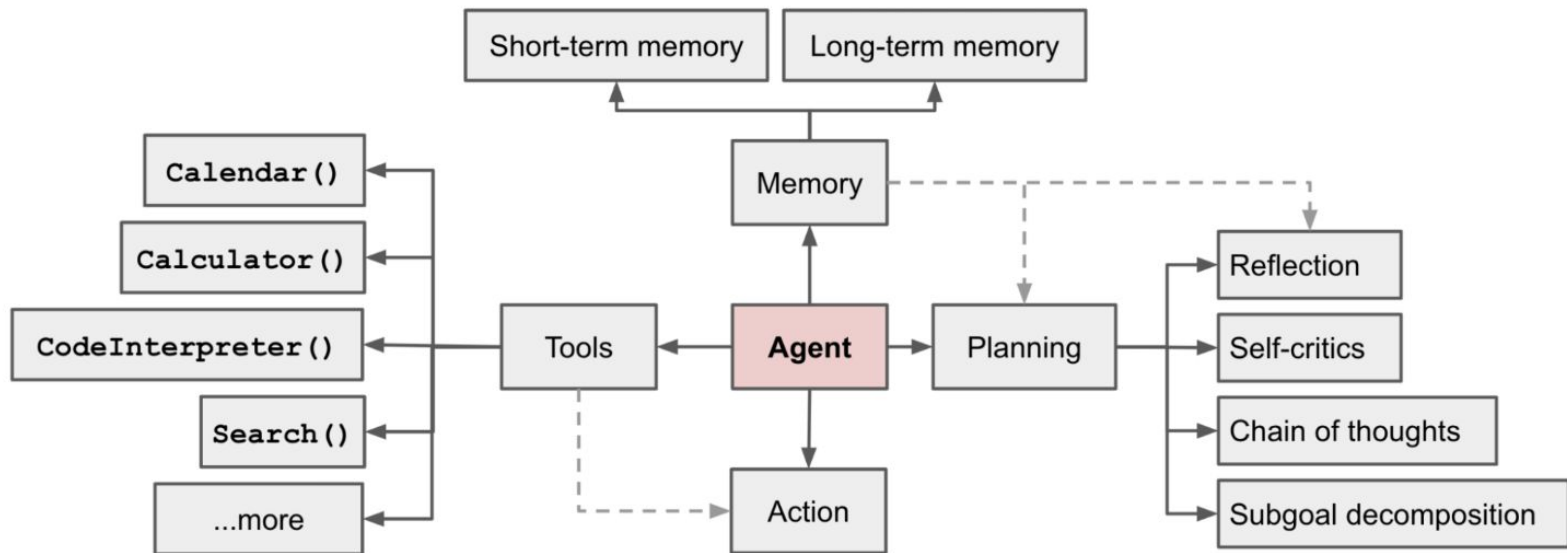 Short-term memory
Long-term memory
Calendar()
Memory
Calculator()
Reflection
CodeInterpreter()
Tools
Agent
Planning
Self-critics
Search()
Chain of thoughts
...more
Action
Subgoal decomposition